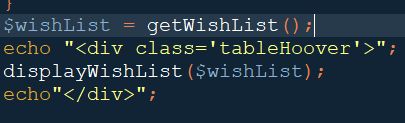 }
$wishList = getWishList();
echo "<div class='tableHoover'>";
displayWishList($wishList);
echo"</div>";